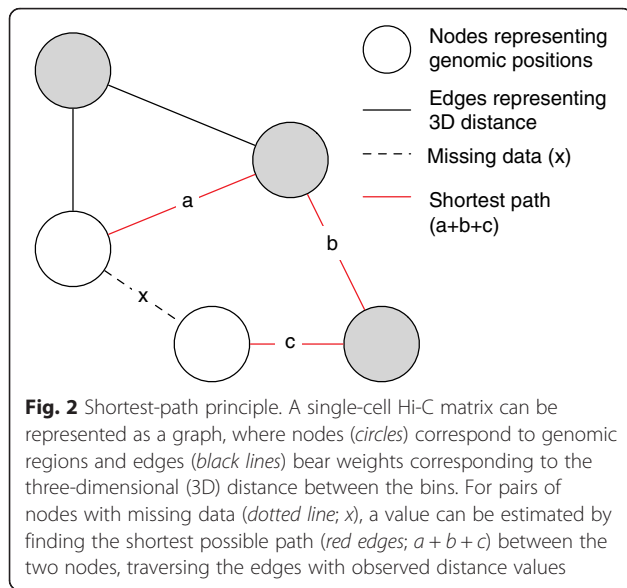 Nodes representing
genomic positions
Edges representing
3D distance
Missing data (x)
Shortest path
(a+b+c)
a
b
x
c
Fig. 2 Shortest-path principle. A single-cell Hi-C matrix can be
represented as a graph, where nodes (circles) correspond to genomic
regions and edges (black lines) bear weights corresponding to the
three-dimensional (3D) distance between the bins. For pairs of
nodes with missing data (dotted line; x), a value can be estimated by
finding the shortest possible path (red edges; a + b + c) between the
two nodes, traversing the edges with observed distance values